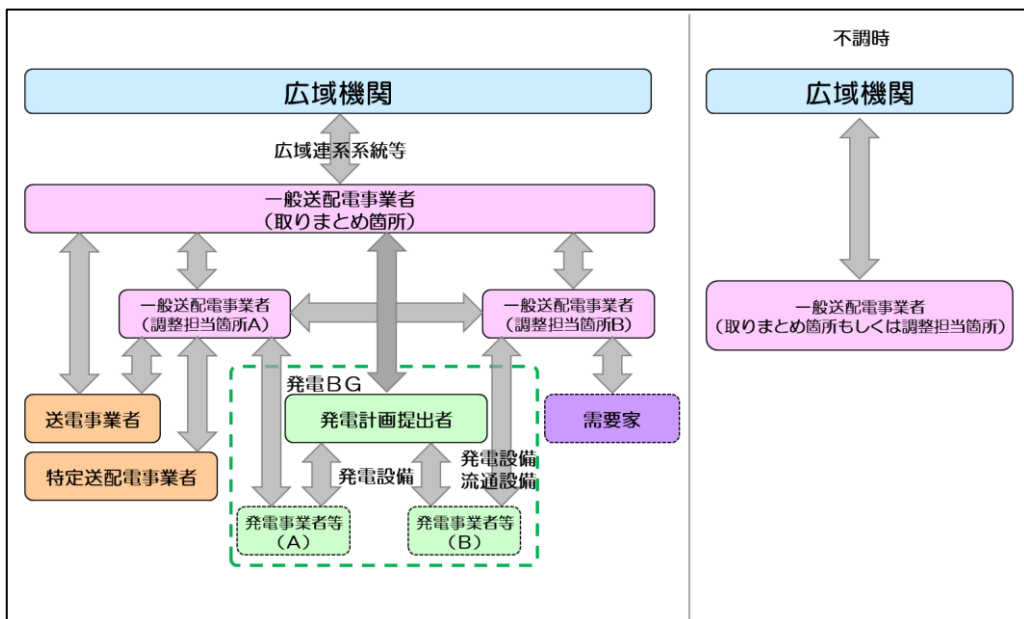 不調時
広域機関
広域機関
広域連系系統等
一般送配電事業者
(取りまとめ箇所)
一般送配電事業者
(調整担当箇所A)
一般送配電事業者
(調整担当箇所B)
一般送配電事業者
(取りまとめ箇所もしくは調整担当箇所)
発電BG
送電事業者
発電計画提出者
需要家
特定送配電事業者
発電設備
発電設備
流通設備
発電事業者等
(A)
発電事業者等
(B)